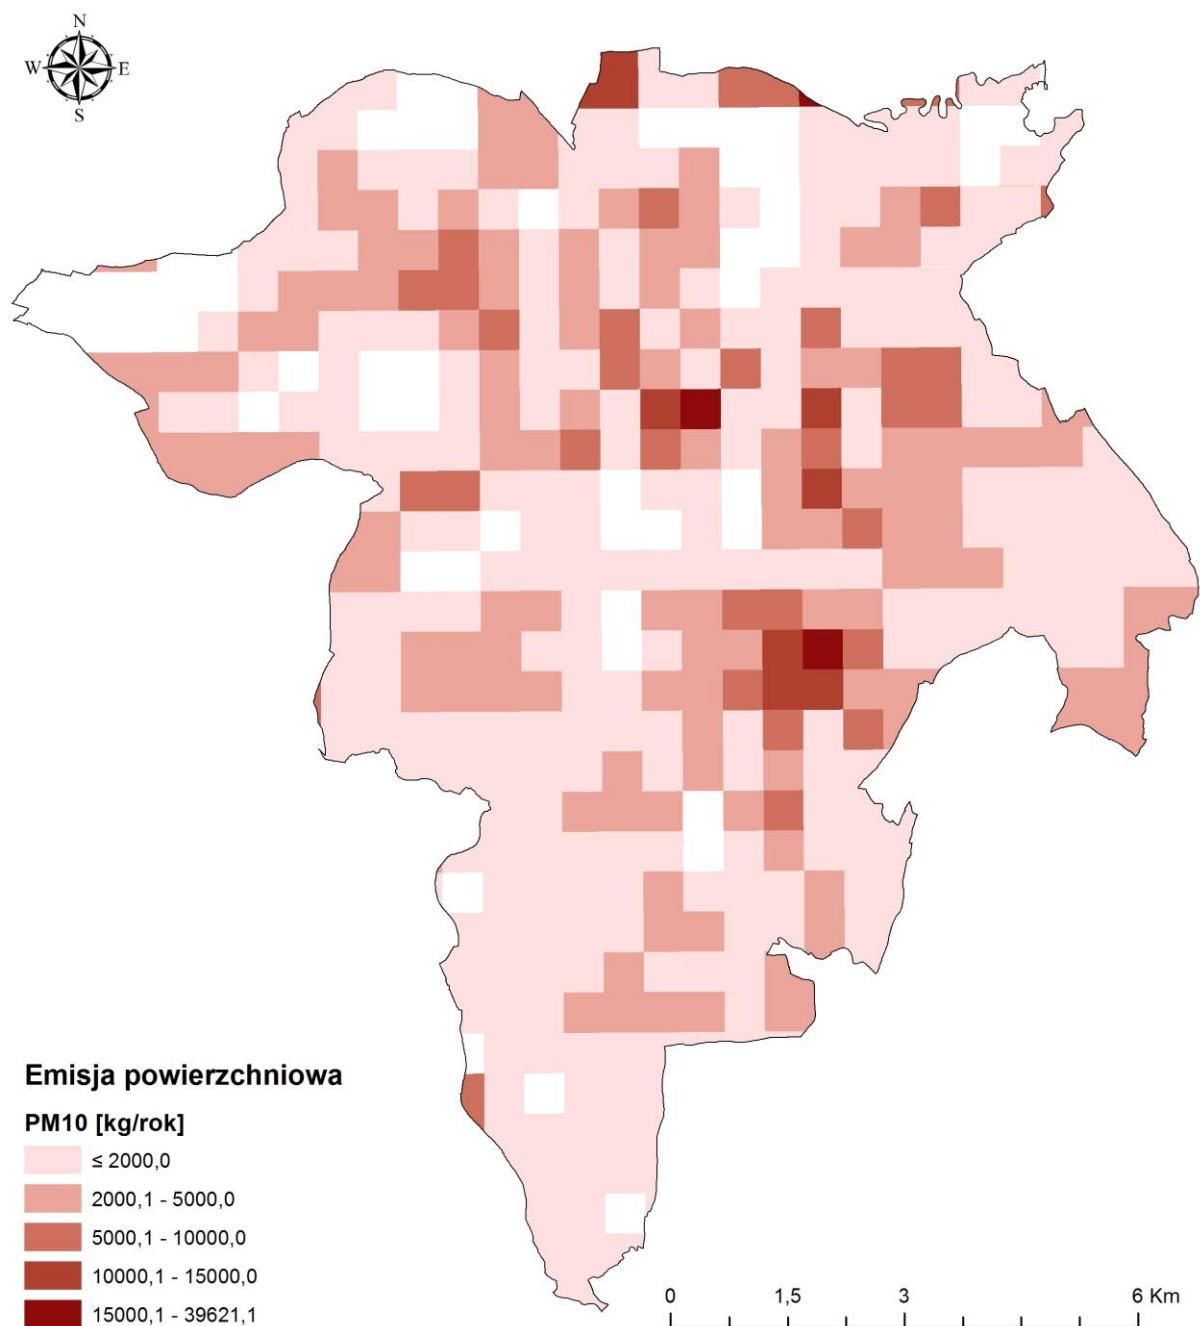 N
W E
S
Emisja powierzchniowa
PM10 [kg/rok]
≤ 2000,0
2000,1 - 5000,0
5000,1 - 10000,0
10000,1 - 15000,0
15000,1 - 39621,1
0 1,5 3 6 Km